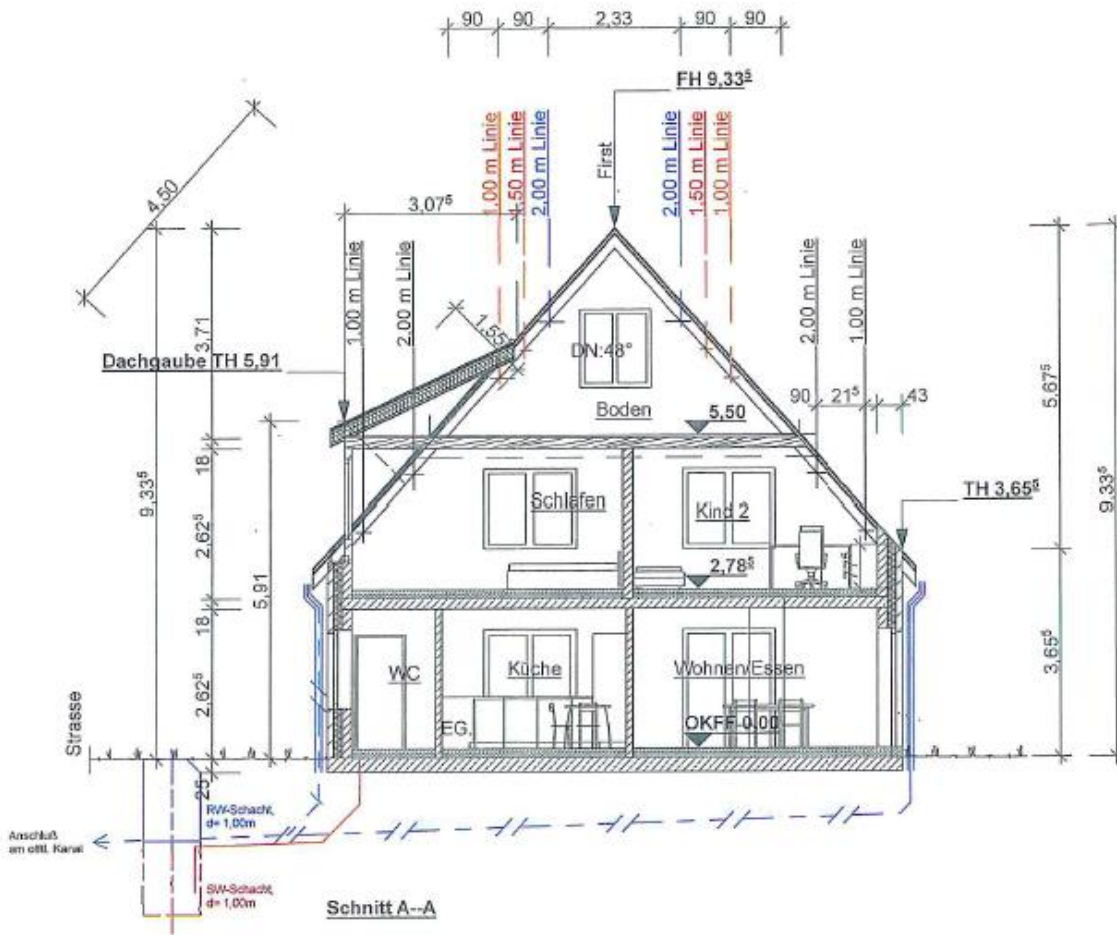 90
90
2,33
90
90
FH 9,33⁵
First
1.00 m Linie
1.50 m Linie
2,00 m Linie
2,00 m Linie
1,50 m Linie
1,00 m Linie
4,50
3,07⁵
1.00 m Linie
2.00 m Linie
2.00 m Linie
1.00 m Linie
1,55
3,71
Dachgaube TH 5,91
DN:48°
Boden
5,50
90
21⁵
43
5,67⁵
9,33⁵
18
2,62⁵
5,91
9,33⁵
Schlafen
Kind 2
2,78⁵
TH 3,65⁵
18
2,62⁵
WC
Küche
Wohnen/Essen
EG.
OKFF 0.00
3,65⁵
Strasse
25
RW-Schacht,
d= 1,00m
Anschluß
am öffl. Kanal
SW-Schacht,
d= 1,00m
Schnitt A--A